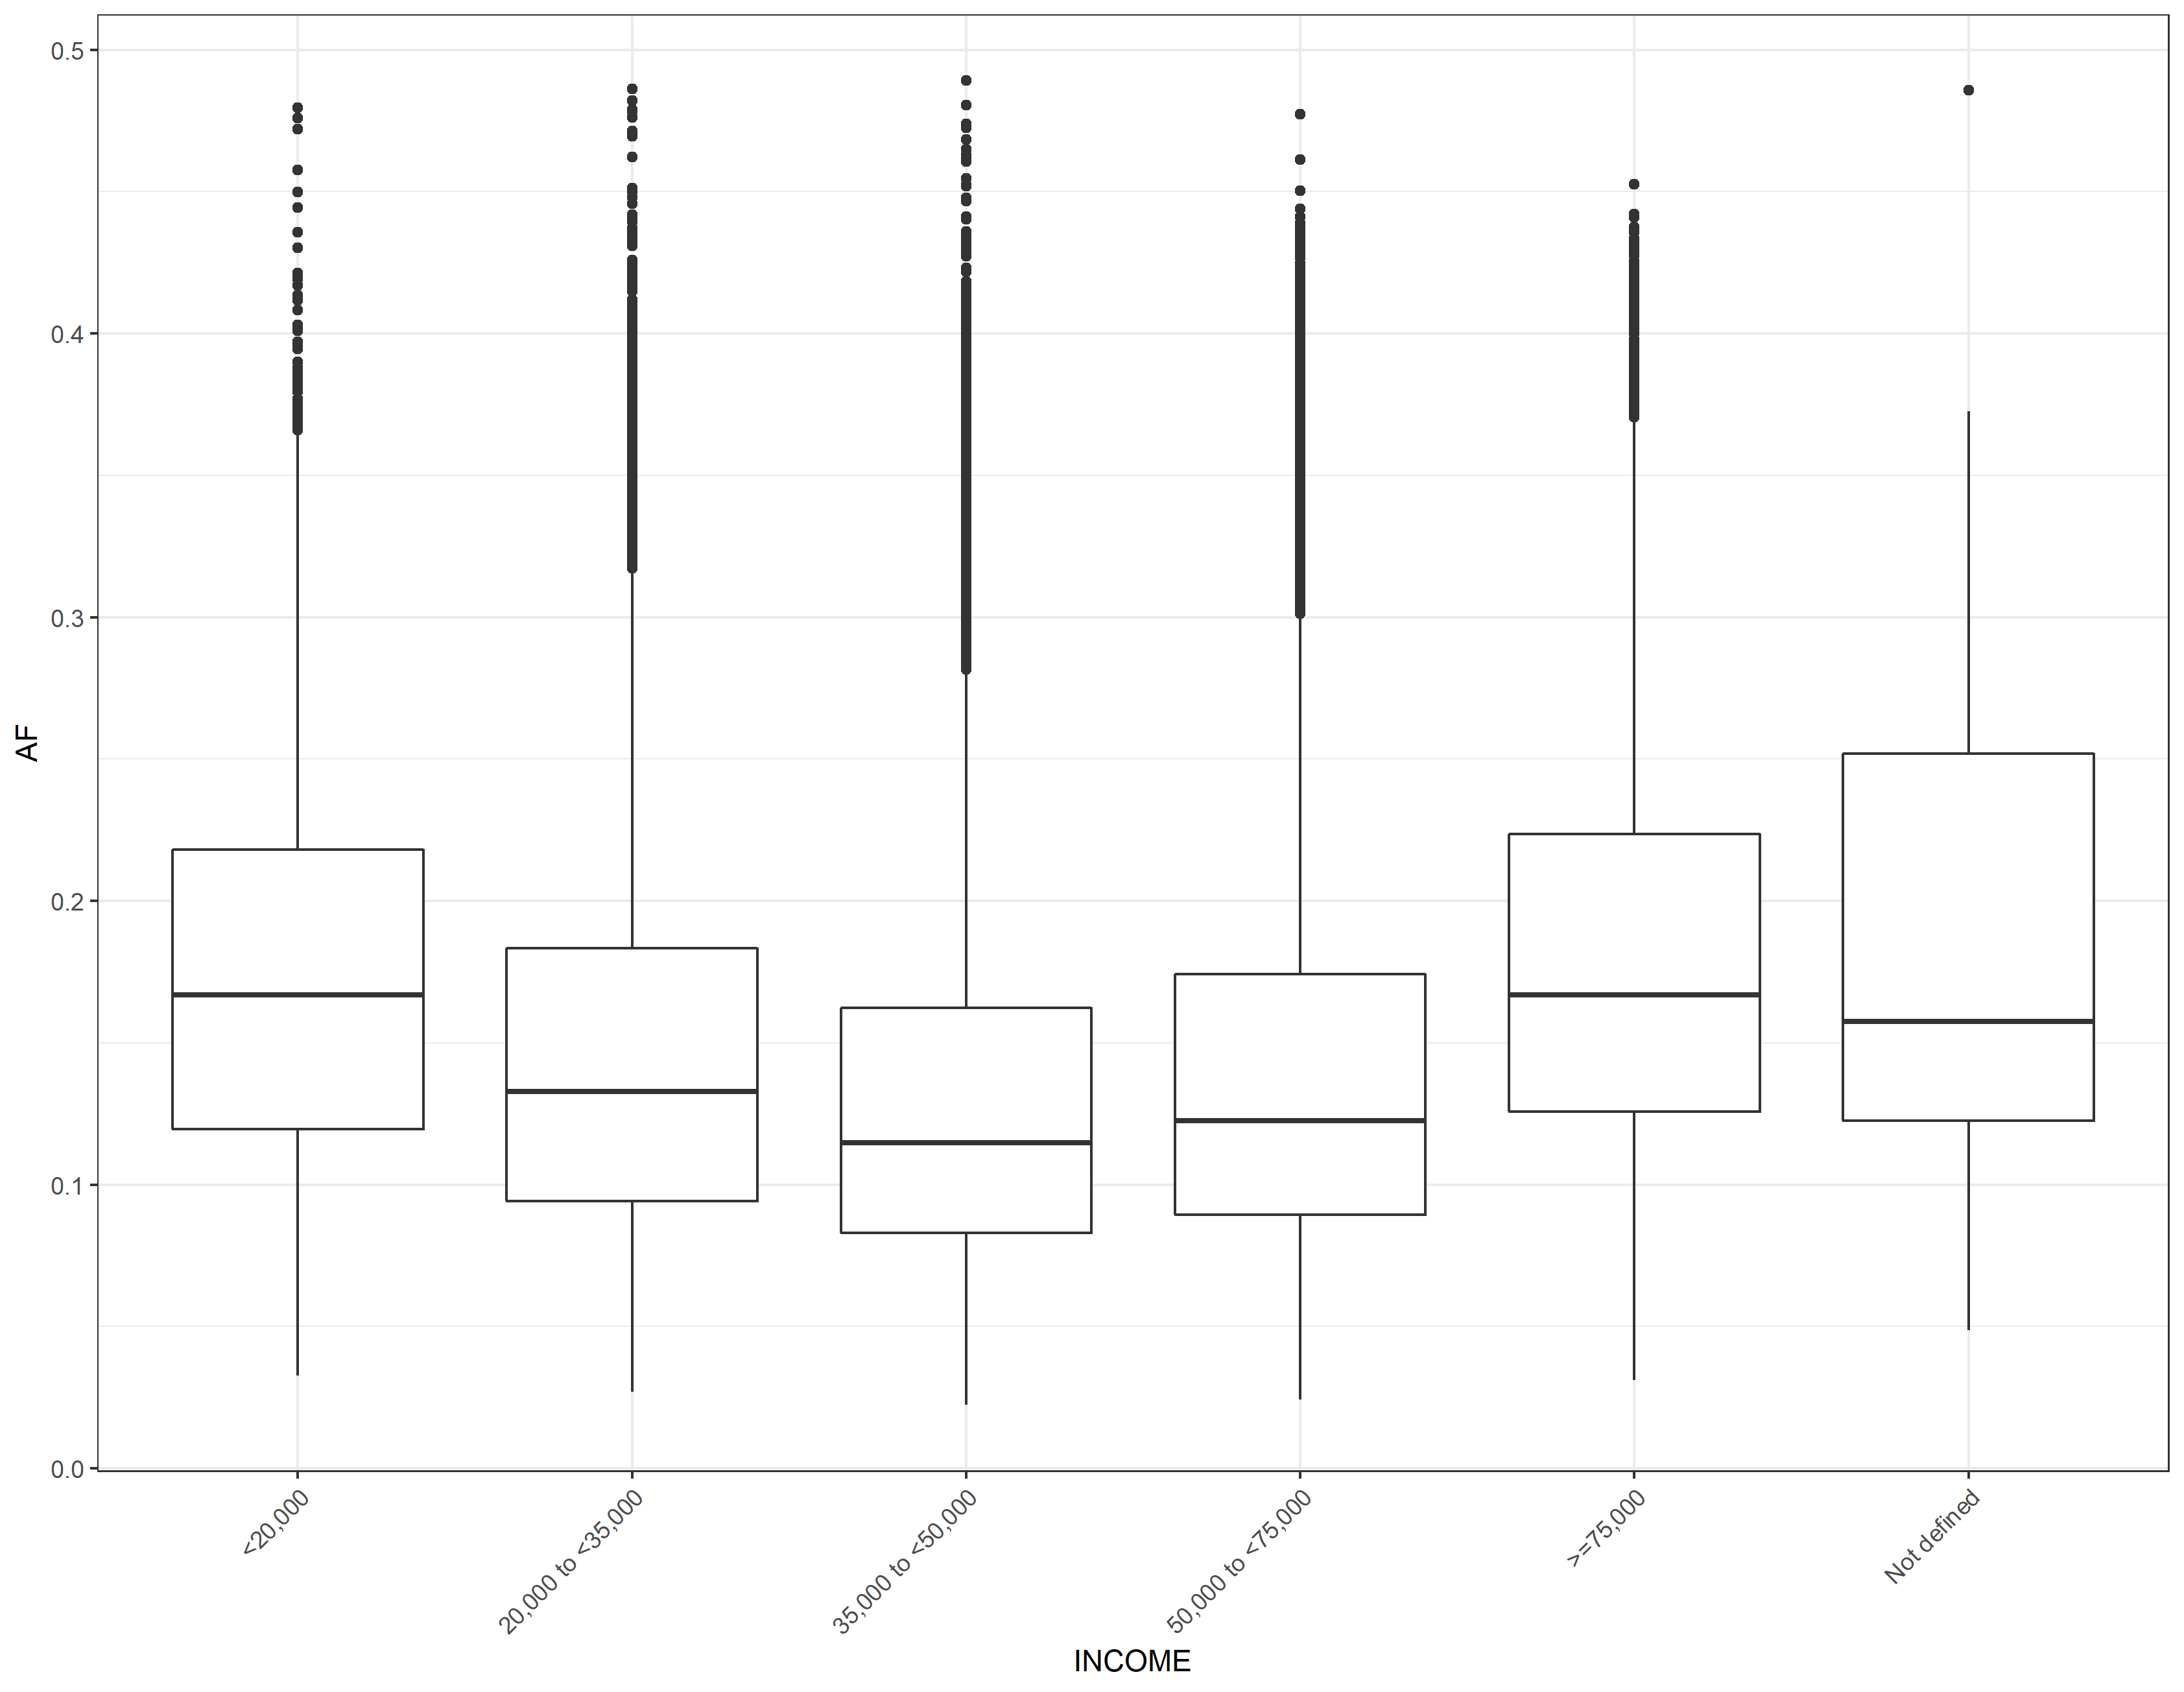 AF
0.5
0.4
0.3
0.2
0.1
0.0
<20,000
20,000 to <35,000
35,000 to <50,000
50,000 to <75,000
>=75,000
Not defined
INCOME